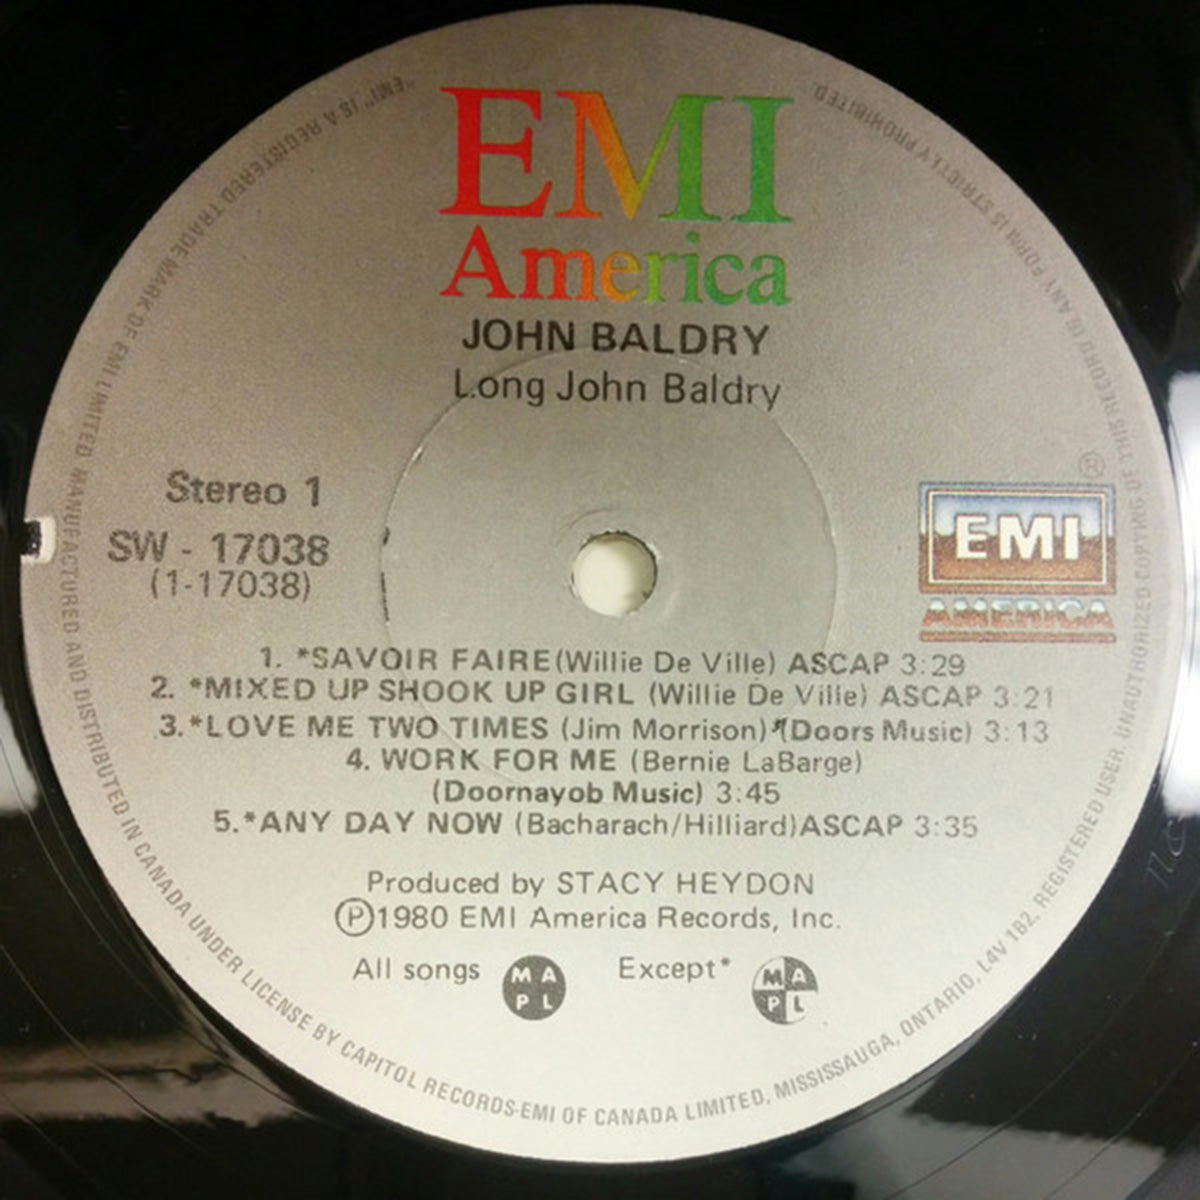 EMI
America
JOHN BALDRY
Long John Baldry
Stereo 1
SW - 17038
(1-17038)
®
EMI
AMERICA
1. *SAVOIR FAIRE(Willie De Ville) ASCAP 3:29
2. *MIXED UP SHOOK UP GIRL (Willie De Ville) ASCAP 3:21
3.*LOVE ME TWO TIMES (Jim Morrison)*(Doors Music) 3:13
4. WORK FOR ME (Bernie LaBarge)
(Doornayob Music) 3:45
5.*ANY DAY NOW (Bacharach/Hilliard)ASCAP 3:35
Produced by STACY HEYDON
Ⓟ1980 EMI America Records, Inc.
All songs MAPL Except* MAPL
"EMI" IS A REGISTERED TRADE MARK OF EMI LIMITED. MANUFACTURED AND DISTRIBUTED IN CANADA UNDER LICENSE BY CAPITOL RECORDS-EMI OF CANADA LIMITED, MISSISSAUGA, ONTARIO, L4V 1B2, REGISTERED USER. UNAUTHORIZED COPYING OF THIS RECORD IN ANY FORM IS STRICTLY PROHIBITED.